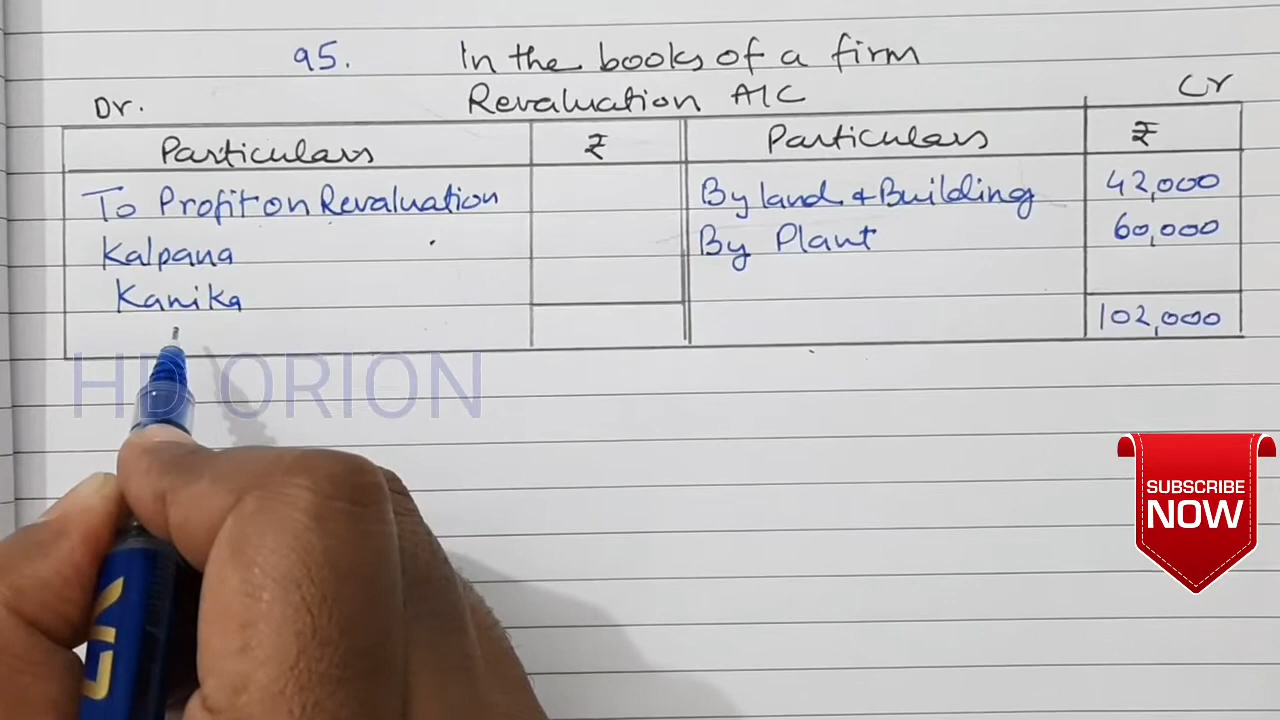 95. In the books of a firm
Dr. Revaluation A/C Cr
Particulars ₹ Particulars ₹
To Profit on Revaluation By land & Building 42,000
Kalpana By Plant 60,000
Kanika
102,000
HD ORION
SUBSCRIBE
NOW